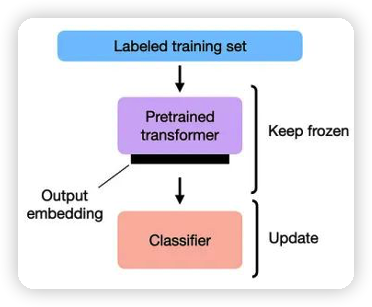 Labeled training set
Pretrained
transformer
Keep frozen
Output
embedding
Classifier
Update